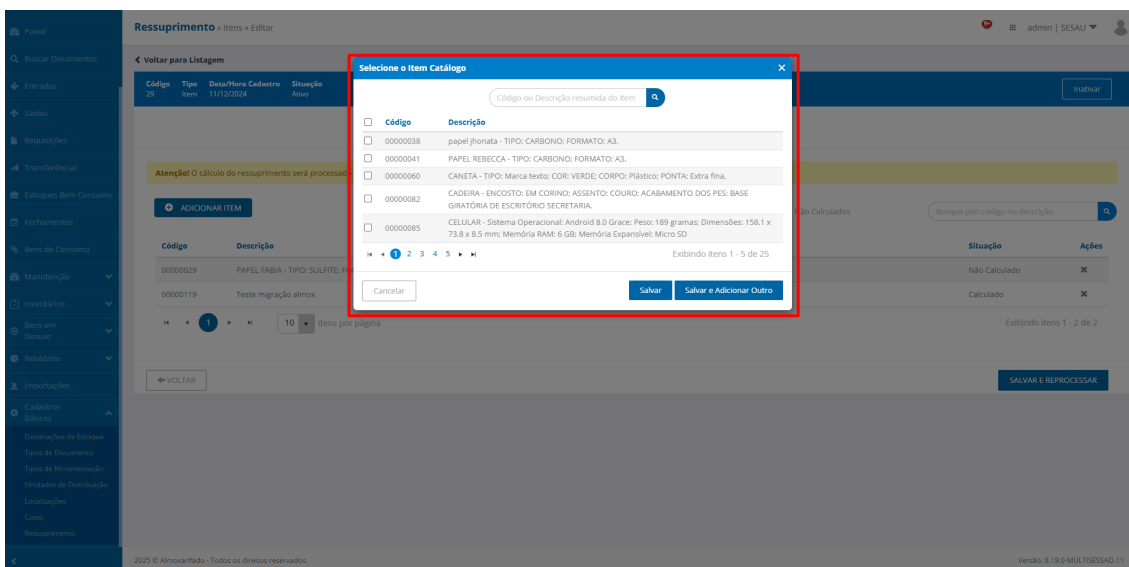 Painel
Buscar Documentos
Entradas
Saídas
Requisições
Transferências
Estoques Bem Consumo
Fechamentos
Bens de Consumo
Manutenção
Inventários
Bens em
Desuso
Relatórios
Importações
Cadastros
Básicos
Destinações de Estoque
Tipos de Documento
Tipos de Movimentação
Unidades de Distribuição
Localizações
Cotas
Ressuprimento
Ressuprimento » Itens » Editar
9+ admin | SESAU
Voltar para Listagem
Código Tipo Data/Hora Cadastro Situação
29 Item 11/12/2024 Ativo
Inativar
Atenção! O cálculo do ressuprimento será processad
ADICIONAR ITEM
Não Calculados
Busque por: código ou descrição
Código Descrição Situação Ações
00000029 PAPEL FABIA - TIPO: SULFITE; Não Calculado
00000119 Teste migração almox Calculado
1 10 itens por página Exibindo itens 1 - 2 de 2
VOLTAR
SALVAR E REPROCESSAR
Selecione o Item Catálogo
Código ou Descrição resumida do item
Código Descrição
00000038 papel jhonata - TIPO: CARBONO; FORMATO: A3.
00000041 PAPEL REBECCA - TIPO: CARBONO; FORMATO: A3.
00000060 CANETA - TIPO: Marca texto; COR: VERDE; CORPO: Plástico; PONTA: Extra fina.
00000082 CADEIRA - ENCOSTO: EM CORINO; ASSENTO: COURO; ACABAMENTO DOS PES: BASE
GIRATÓRIA DE ESCRITÓRIO SECRETARIA.
00000085 CELULAR - Sistema Operacional: Android 8.0 Grace; Peso: 189 gramas; Dimensões: 158.1 x
73.8 x 8.5 mm; Memória RAM: 6 GB; Memória Expansível: Micro SD
1 2 3 4 5 Exibindo itens 1 - 5 de 25
Cancelar Salvar Salvar e Adicionar Outro
2025 © Almoxarifado - Todos os direitos reservados.
Versão: 8.19.0-MULTISESSAO.11